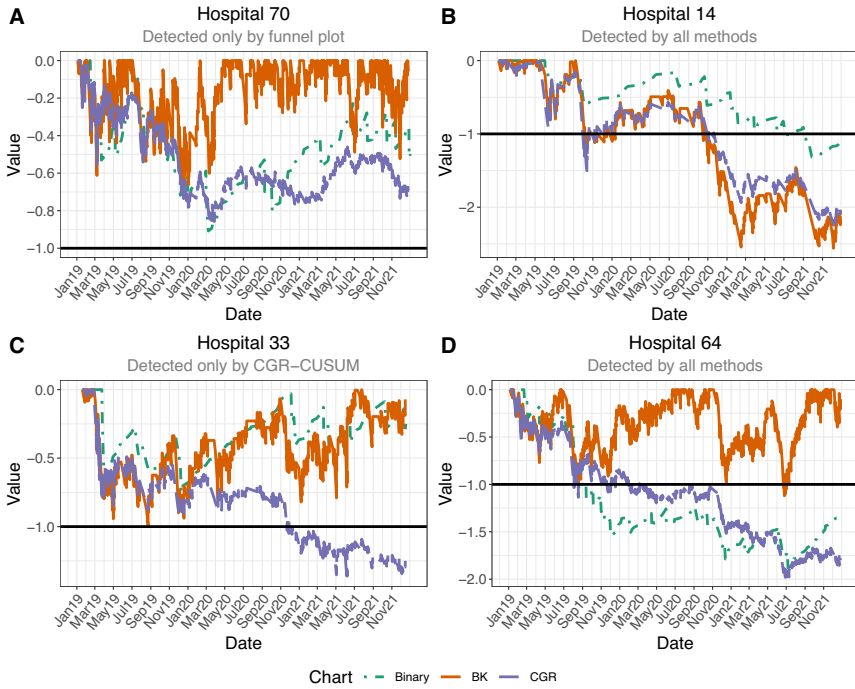 A
Hospital 70
Detected only by funnel plot
Value
0.0
−0.2
−0.4
−0.6
−0.8
−1.0
Jan19
Mar19
May19
Jul19
Sep19
Nov19
Jan20
Mar20
May20
Jul20
Sep20
Nov20
Jan21
Mar21
May21
Jul21
Sep21
Nov21
Date
B
Hospital 14
Detected by all methods
Value
0
−1
−2
Jan19
Mar19
May19
Jul19
Sep19
Nov19
Jan20
Mar20
May20
Jul20
Sep20
Nov20
Jan21
Mar21
May21
Jul21
Sep21
Nov21
Date
C
Hospital 33
Detected only by CGR−CUSUM
Value
0.0
−0.5
−1.0
Jan19
Mar19
May19
Jul19
Sep19
Nov19
Jan20
Mar20
May20
Jul20
Sep20
Nov20
Jan21
Mar21
May21
Jul21
Sep21
Nov21
Date
D
Hospital 64
Detected by all methods
Value
0.0
−0.5
−1.0
−1.5
−2.0
Jan19
Mar19
May19
Jul19
Sep19
Nov19
Jan20
Mar20
May20
Jul20
Sep20
Nov20
Jan21
Mar21
May21
Jul21
Sep21
Nov21
Date
Chart Binary BK CGR